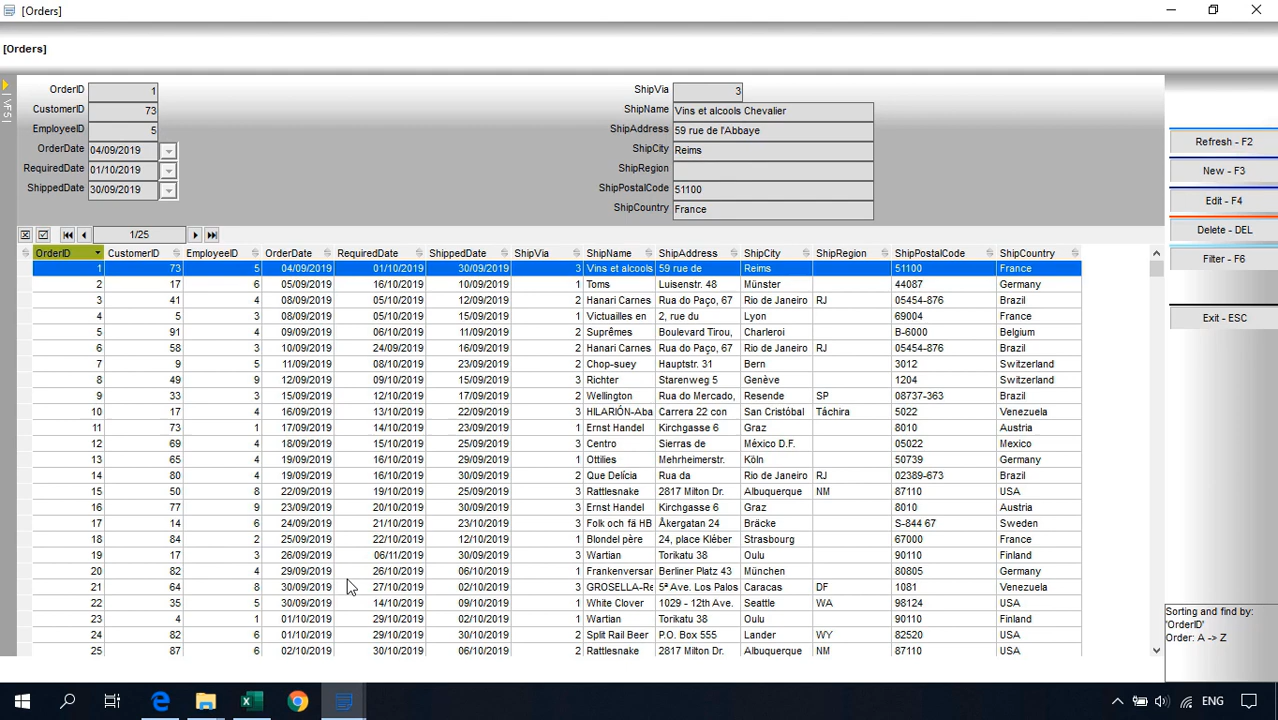 [Orders]
[Orders]
VFS
OrderID 1
CustomerID 73
EmployeeID 5
OrderDate 04/09/2019
RequiredDate 01/10/2019
ShippedDate 30/09/2019
ShipVia 3
ShipName Vins et alcools Chevalier
ShipAddress 59 rue de l'Abbaye
ShipCity Reims
ShipRegion
ShipPostalCode 51100
ShipCountry France
Refresh - F2
New - F3
Edit - F4
Delete - DEL
Filter - F6
Exit - ESC
1/25
OrderID CustomerID EmployeeID OrderDate RequiredDate ShippedDate ShipVia ShipName ShipAddress ShipCity ShipRegion ShipPostalCode ShipCountry
1 73 5 04/09/2019 01/10/2019 30/09/2019 3 Vins et alcools 59 rue de Reims 51100 France
2 17 6 05/09/2019 16/10/2019 10/09/2019 1 Toms Luisenstr. 48 Münster 44087 Germany
3 41 4 08/09/2019 05/10/2019 12/09/2019 2 Hanari Carnes Rua do Paço, 67 Rio de Janeiro RJ 05454-876 Brazil
4 5 3 08/09/2019 05/10/2019 15/09/2019 1 Victuailles en 2, rue du Lyon 69004 France
5 91 4 09/09/2019 06/10/2019 11/09/2019 2 Suprêmes Boulevard Tirou, Charleroi B-6000 Belgium
6 58 3 10/09/2019 24/09/2019 16/09/2019 2 Hanari Carnes Rua do Paço, 67 Rio de Janeiro RJ 05454-876 Brazil
7 9 5 11/09/2019 08/10/2019 23/09/2019 2 Chop-suey Hauptstr. 31 Bern 3012 Switzerland
8 49 9 12/09/2019 09/10/2019 15/09/2019 3 Richter Starenweg 5 Genève 1204 Switzerland
9 33 3 15/09/2019 12/10/2019 17/09/2019 2 Wellington Rua do Mercado, Resende SP 08737-363 Brazil
10 17 4 16/09/2019 13/10/2019 22/09/2019 3 HILARIÓN-Aba Carrera 22 con San Cristóbal Táchira 5022 Venezuela
11 73 1 17/09/2019 14/10/2019 23/09/2019 1 Ernst Handel Kirchgasse 6 Graz 8010 Austria
12 69 4 18/09/2019 15/10/2019 25/09/2019 3 Centro Sierras de México D.F. 05022 Mexico
13 65 4 19/09/2019 16/10/2019 29/09/2019 1 Ottilies Mehrheimerstr. Köln 50739 Germany
14 80 4 19/09/2019 16/10/2019 30/09/2019 3 Que Delícia Rua da Rio de Janeiro RJ 02389-673 Brazil
15 50 8 22/09/2019 19/10/2019 25/09/2019 3 Rattlesnake 2817 Milton Dr. Albuquerque NM 87110 USA
16 77 9 23/09/2019 20/10/2019 30/09/2019 3 Ernst Handel Kirchgasse 6 Graz 8010 Austria
17 14 6 24/09/2019 21/10/2019 23/10/2019 3 Folk och fä HB Åkergatan 24 Bräcke S-844 67 Sweden
18 84 2 25/09/2019 22/10/2019 12/10/2019 1 Blondel père 24, place Kléber Strasbourg 67000 France
19 17 3 26/09/2019 06/11/2019 30/09/2019 3 Wartian Torikatu 38 Oulu 90110 Finland
20 82 4 29/09/2019 26/10/2019 06/10/2019 1 Frankenversan Berliner Platz 43 München 80805 Germany
21 64 8 30/09/2019 27/10/2019 02/10/2019 3 GROSELLA-Re 5ª Ave. Los Palos Caracas DF 1081 Venezuela
22 35 5 30/09/2019 14/10/2019 09/10/2019 1 White Clover 1029 - 12th Ave. Seattle WA 98124 USA
23 4 1 01/10/2019 29/10/2019 03/10/2019 1 Wartian Torikatu 38 Oulu 90110 Finland
24 82 6 01/10/2019 29/10/2019 30/10/2019 2 Split Rail Beer P.O. Box 555 Lander WY 82520 USA
25 87 6 02/10/2019 30/10/2019 07/10/2019 2 Rattlesnake 2817 Milton Dr. Albuquerque NM 87110 USA
Sorting and find by:
'OrderID'
Order: A -> Z
ENG